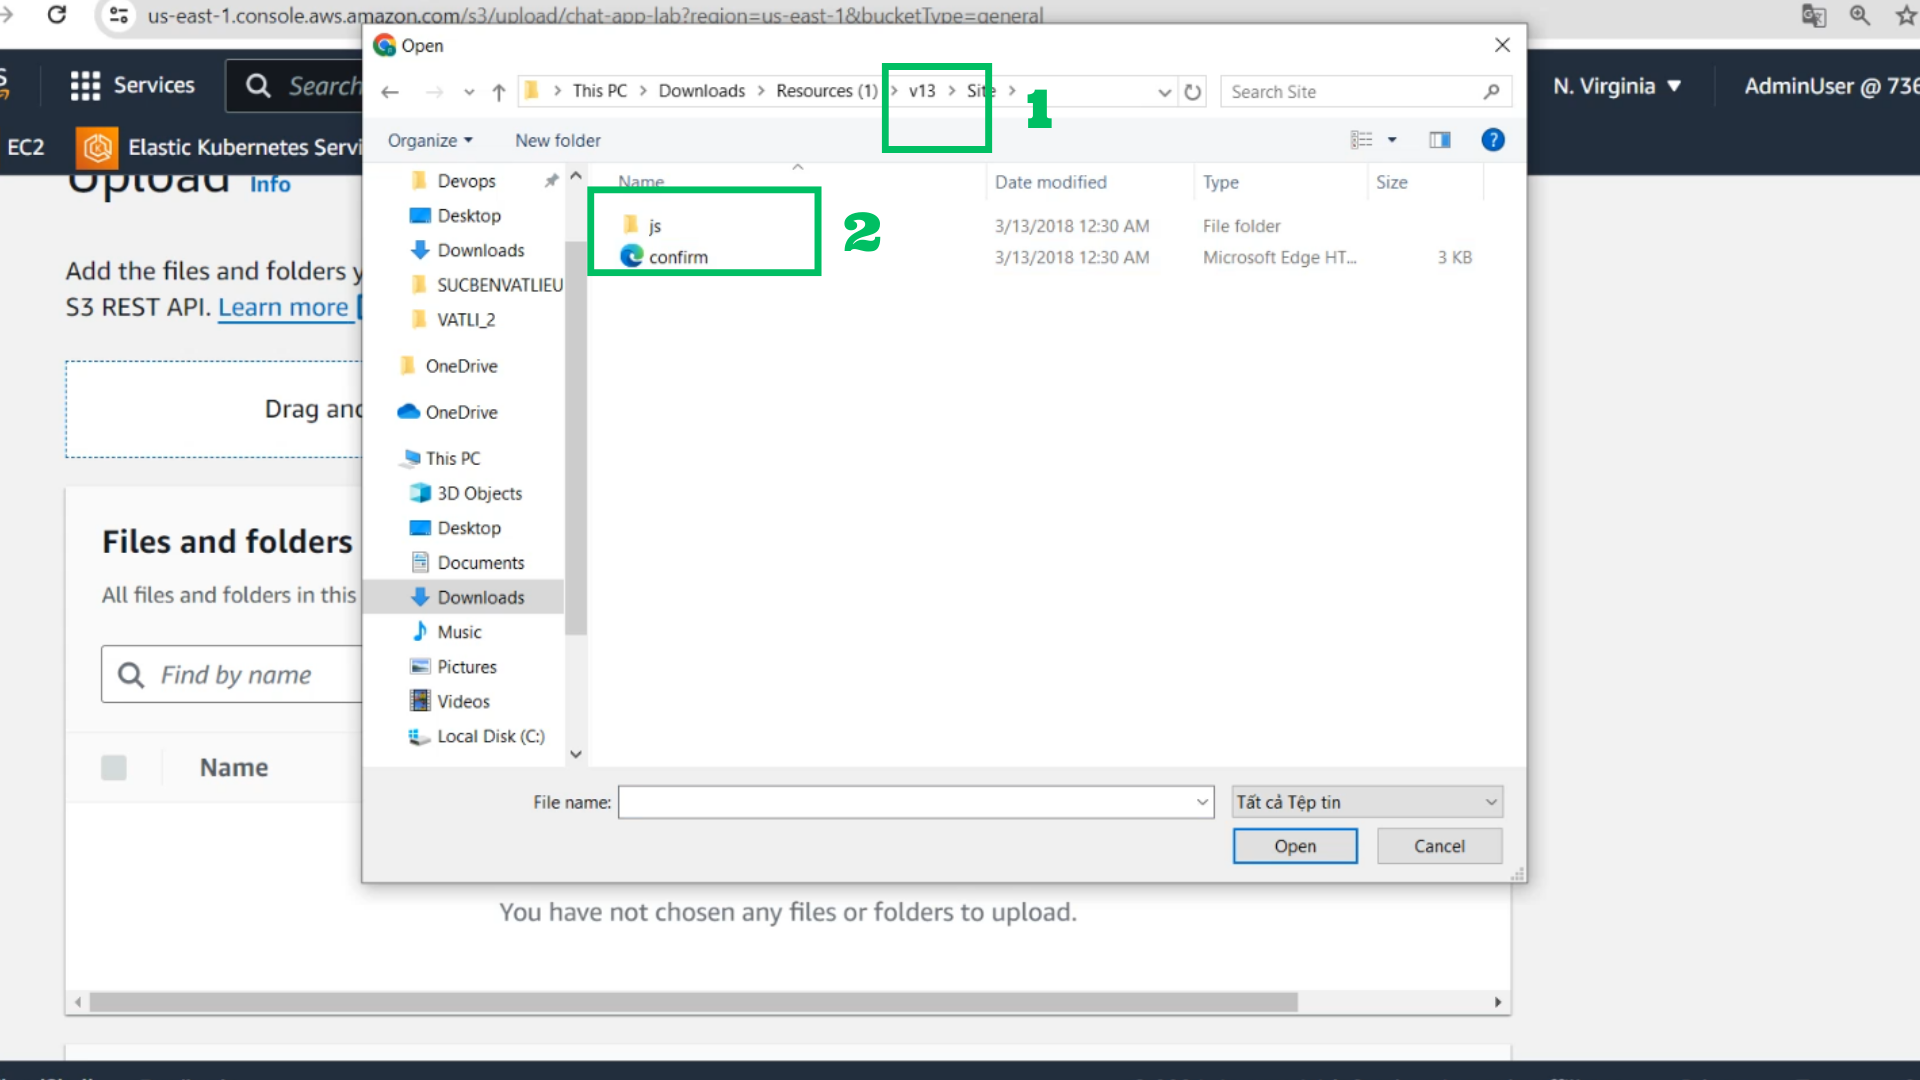 us-east-1.console.aws.amazon.com/s3/upload/chat-app-lab?region=us-east-1&bucketType=general
Open
Services
Search
N. Virginia
AdminUser @ 736
This PC > Downloads > Resources (1) > v13 > Site >
Search Site
1
EC2
Elastic Kubernetes Servi
Organize
New folder
?
Upload
Info
Devops
Name
Date modified
Type
Size
Desktop
js
3/13/2018 12:30 AM
File folder
2
Downloads
confirm
3/13/2018 12:30 AM
Microsoft Edge HT...
3 KB
Add the files and folders y
S3 REST API. Learn more
SUCBENVATLIEU
VATLI_2
OneDrive
OneDrive
Drag and
This PC
3D Objects
Desktop
Documents
Downloads
Music
Pictures
Videos
Local Disk (C:)
Files and folders
All files and folders in this
Find by name
Name
File name:
Tất cả Tệp tin
Open
Cancel
You have not chosen any files or folders to upload.